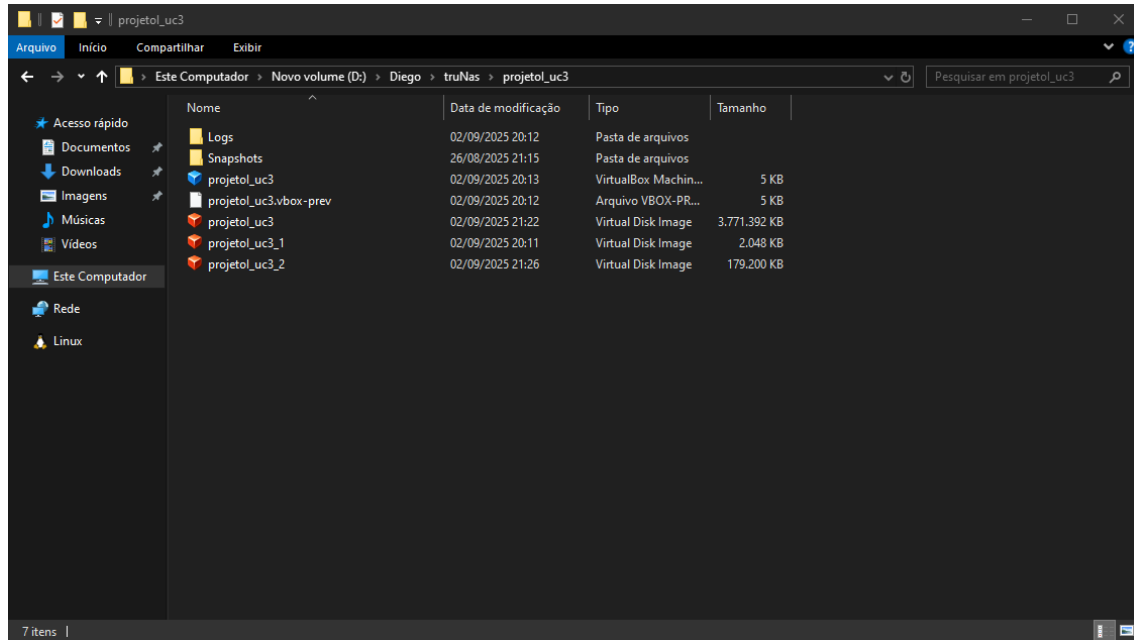 projetol_uc3
Arquivo Início Compartilhar Exibir
Este Computador > Novo volume (D:) > Diego > truNas > projetol_uc3
Pesquisar em projetol_uc3
Acesso rápido
Documentos
Downloads
Imagens
Músicas
Vídeos
Este Computador
Rede
Linux
Nome Data de modificação Tipo Tamanho
Logs 02/09/2025 20:12 Pasta de arquivos
Snapshots 26/08/2025 21:15 Pasta de arquivos
projetol_uc3 02/09/2025 20:13 VirtualBox Machin... 5 KB
projetol_uc3.vbox-prev 02/09/2025 20:12 Arquivo VBOX-PR... 5 KB
projetol_uc3 02/09/2025 21:22 Virtual Disk Image 3.771.392 KB
projetol_uc3_1 02/09/2025 20:11 Virtual Disk Image 2.048 KB
projetol_uc3_2 02/09/2025 21:26 Virtual Disk Image 179.200 KB
7 itens